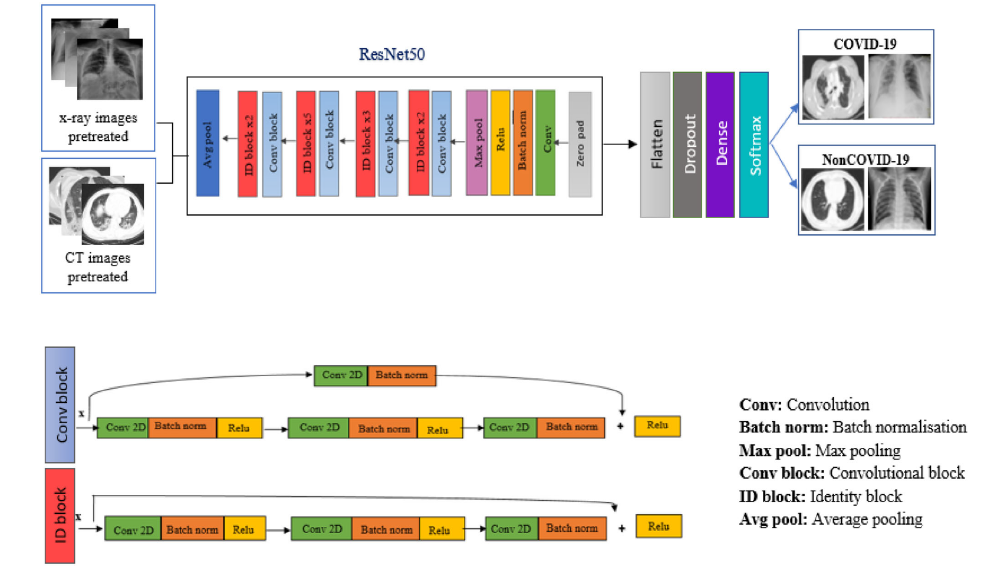 ResNet50
x-ray images
pretreated
CT images
pretreated
Avg pool
ID block x2
Conv block
ID block x5
Conv block
ID block x3
Conv block
ID block x2
Conv block
Max pool
Relu
Batch norm
Conv
Zero pad
Flatten
Dropout
Dense
Softmax
COVID-19
NonCOVID-19
Conv block
x
Conv 2D Batch norm
Conv 2D Batch norm Relu Conv 2D Batch norm Relu Conv 2D Batch norm + Relu
ID block
x
Conv 2D Batch norm Relu Conv 2D Batch norm Relu Conv 2D Batch norm + Relu
Conv: Convolution
Batch norm: Batch normalisation
Max pool: Max pooling
Conv block: Convolutional block
ID block: Identity block
Avg pool: Average pooling